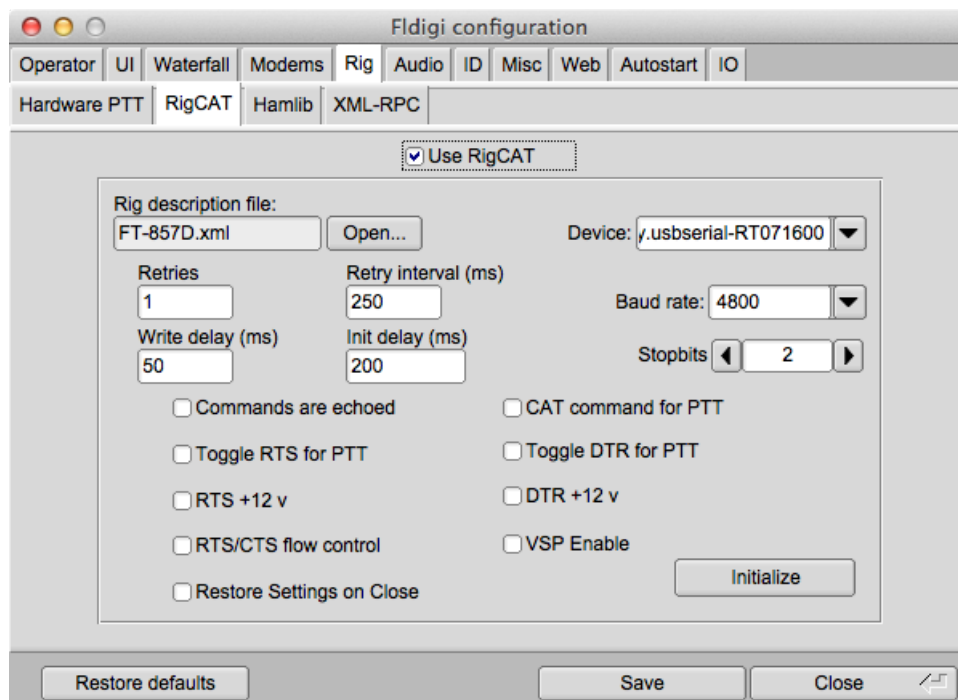 Fldigi configuration
Operator UI Waterfall Modems Rig Audio ID Misc Web Autostart IO
Hardware PTT RigCAT Hamlib XML-RPC
Use RigCAT
Rig description file:
FT-857D.xml Open... Device: y.usbserial-RT071600
Retries Retry interval (ms)
1 250 Baud rate: 4800
Write delay (ms) Init delay (ms)
50 200 Stopbits 2
Commands are echoed CAT command for PTT
Toggle RTS for PTT Toggle DTR for PTT
RTS +12 v DTR +12 v
RTS/CTS flow control VSP Enable
Initialize
Restore Settings on Close
Restore defaults Save Close